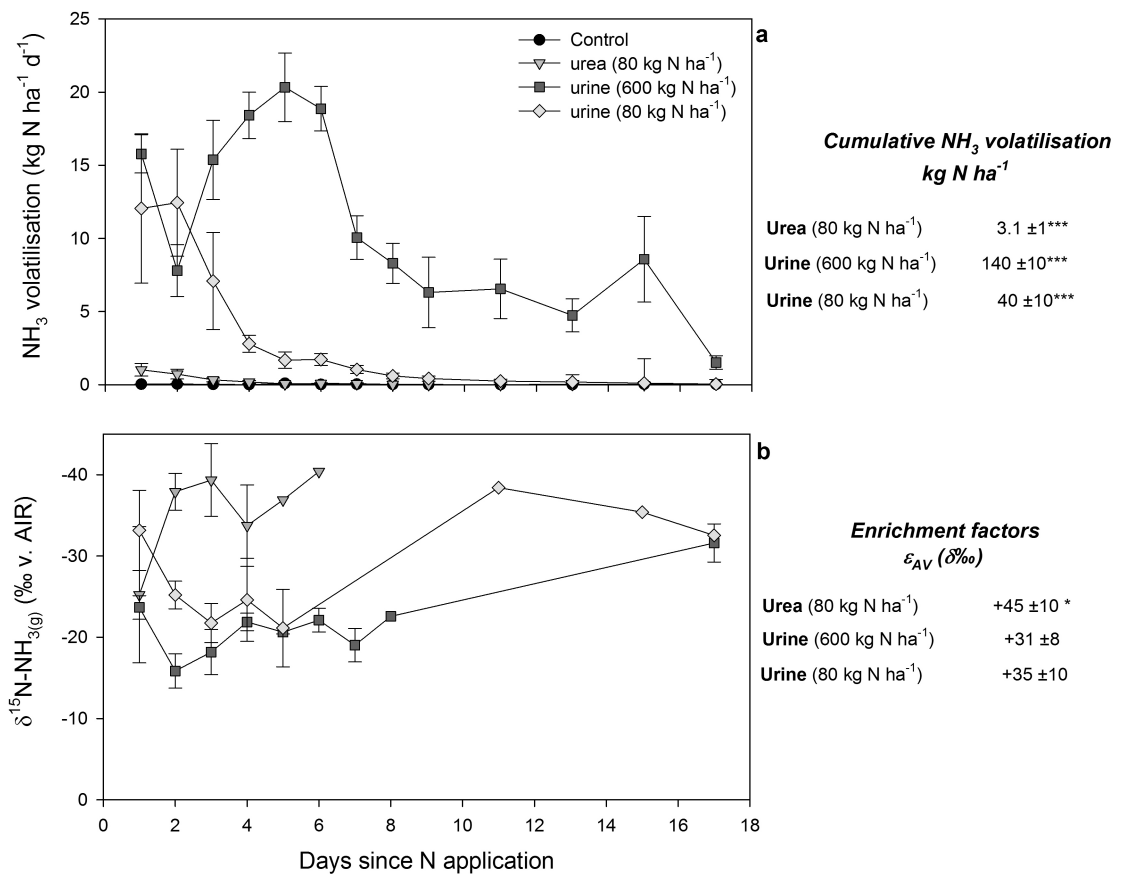 25
20
15
10
5
0
NH3 volatilisation (kg N ha-1 d-1)
Control
urea (80 kg N ha-1)
urine (600 kg N ha-1)
urine (80 kg N ha-1)
a
Cumulative NH3 volatilisation
kg N ha-1
Urea (80 kg N ha-1) 3.1 ±1***
Urine (600 kg N ha-1) 140 ±10***
Urine (80 kg N ha-1) 40 ±10***
-40
-30
-20
-10
0
δ15N-NH3(g) (‰ v. AIR)
b
Enrichment factors
εAV (δ‰)
Urea (80 kg N ha-1) +45 ±10 *
Urine (600 kg N ha-1) +31 ±8
Urine (80 kg N ha-1) +35 ±10
0 2 4 6 8 10 12 14 16 18
Days since N application